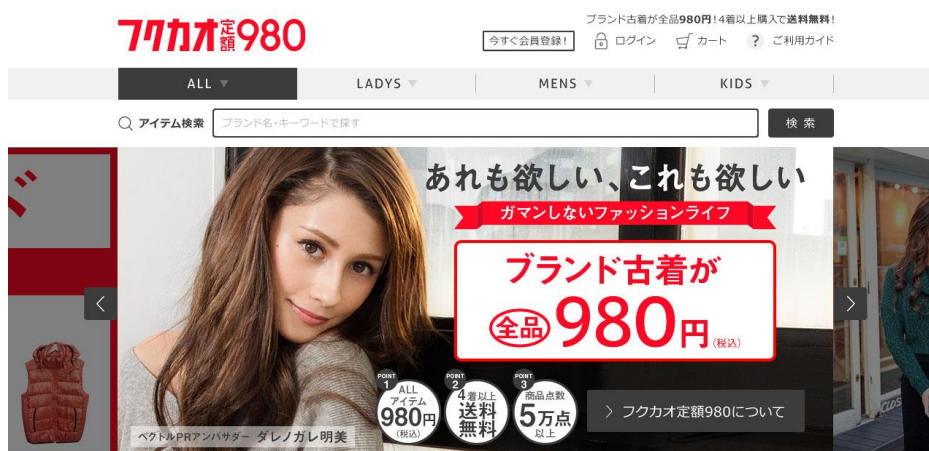 フクカオ定額980
ブランド古着が全品980円!4着以上購入で送料無料!
今すぐ会員登録!
ログイン
カート
? ご利用ガイド
ALL ▼
LADYS ▼
MENS ▼
KIDS ▼
アイテム検索
ブランド名・キーワードで探す
検索
ぐ
あれも欲しい、これも欲しい
ガマンしないファッションライフ
ブランド古着が
全品980円(税込)
POINT
1
ALL
アイテム
980円
(税込)
POINT
2
4着以上
送料
無料
POINT
3
商品点数
5万点
以上
> フクカオ定額980について
ベクトルPRアンバサダー ダレノガレ明美